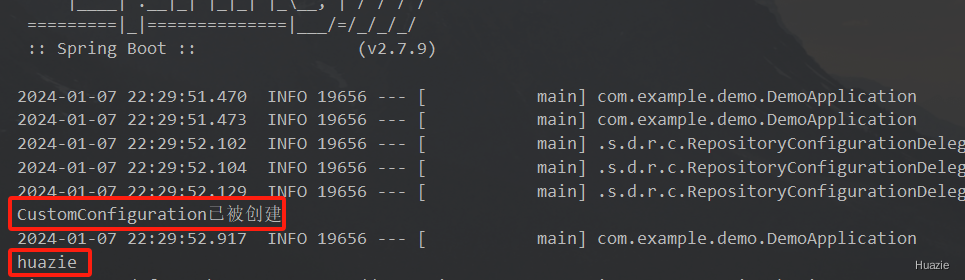 =========|_|==============|___/=/_/_/_/
:: Spring Boot :: (v2.7.9)
2024-01-07 22:29:51.470 INFO 19656 --- [ main] com.example.demo.DemoApplication
2024-01-07 22:29:51.473 INFO 19656 --- [ main] com.example.demo.DemoApplication
2024-01-07 22:29:52.102 INFO 19656 --- [ main] .s.d.r.c.RepositoryConfigurationDeleg
2024-01-07 22:29:52.104 INFO 19656 --- [ main] .s.d.r.c.RepositoryConfigurationDeleg
2024-01-07 22:29:52.129 INFO 19656 --- [ main] .s.d.r.c.RepositoryConfigurationDeleg
CustomConfiguration已被创建
2024-01-07 22:29:52.917 INFO 19656 --- [ main] com.example.demo.DemoApplication
huazie
Huazie